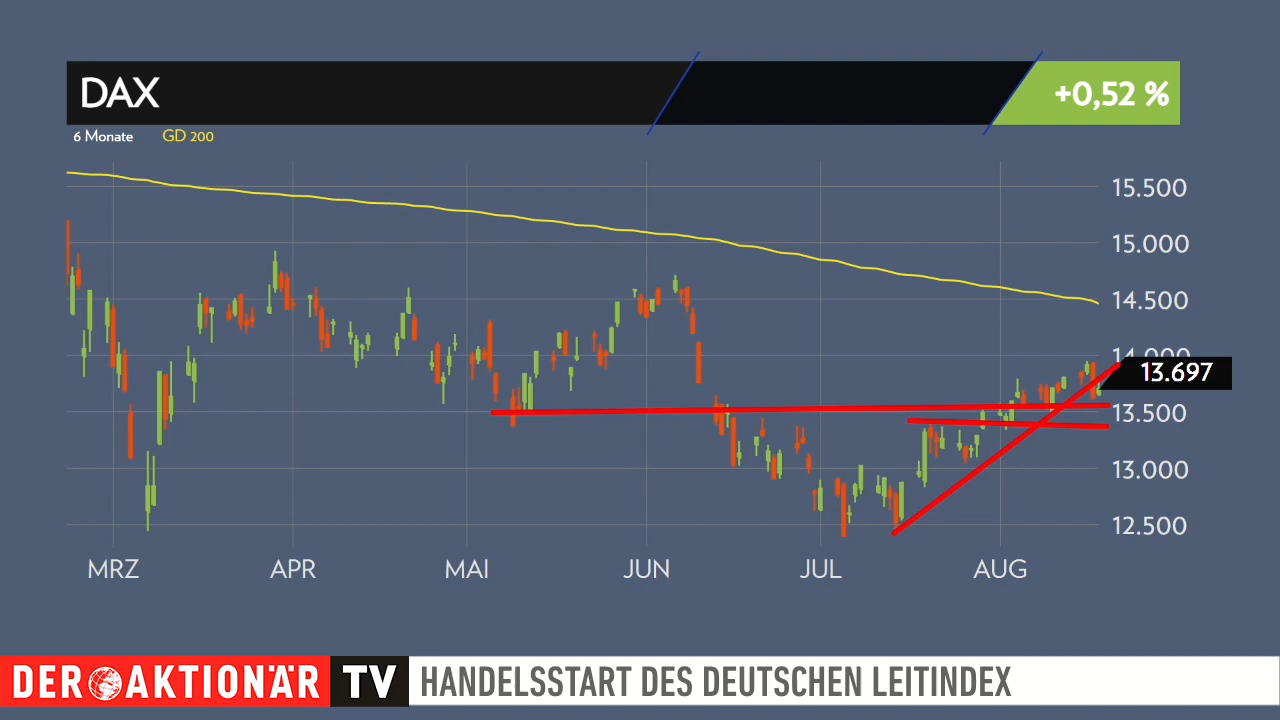 DAX
+0,52 %
6 Monate GD 200
15.500
15.000
14.500
14.000
13.697
13.500
13.000
12.500
MRZ APR MAI JUN JUL AUG
DER AKTIONÄR TV HANDELSSTART DES DEUTSCHEN LEITINDEX